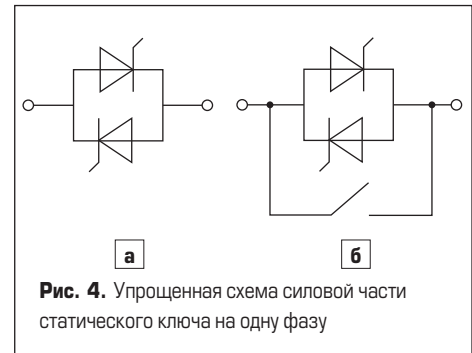 а
б
Рис. 4. Упрощенная схема силовой части
статического ключа на одну фазу